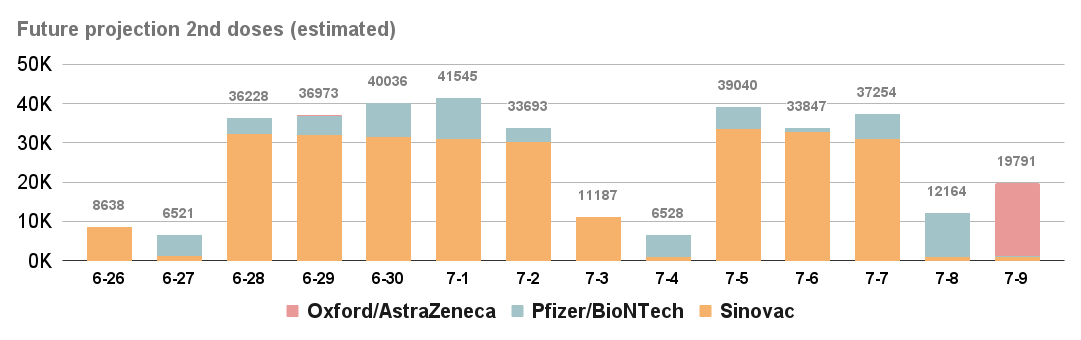 Future projection 2nd doses (estimated)
50K
40K
30K
20K
10K
0K
8638
6521
36228
36973
40036
41545
33693
11187
6528
39040
33847
37254
12164
19791
6-26
6-27
6-28
6-29
6-30
7-1
7-2
7-3
7-4
7-5
7-6
7-7
7-8
7-9
Oxford/AstraZeneca
Pfizer/BioNTech
Sinovac